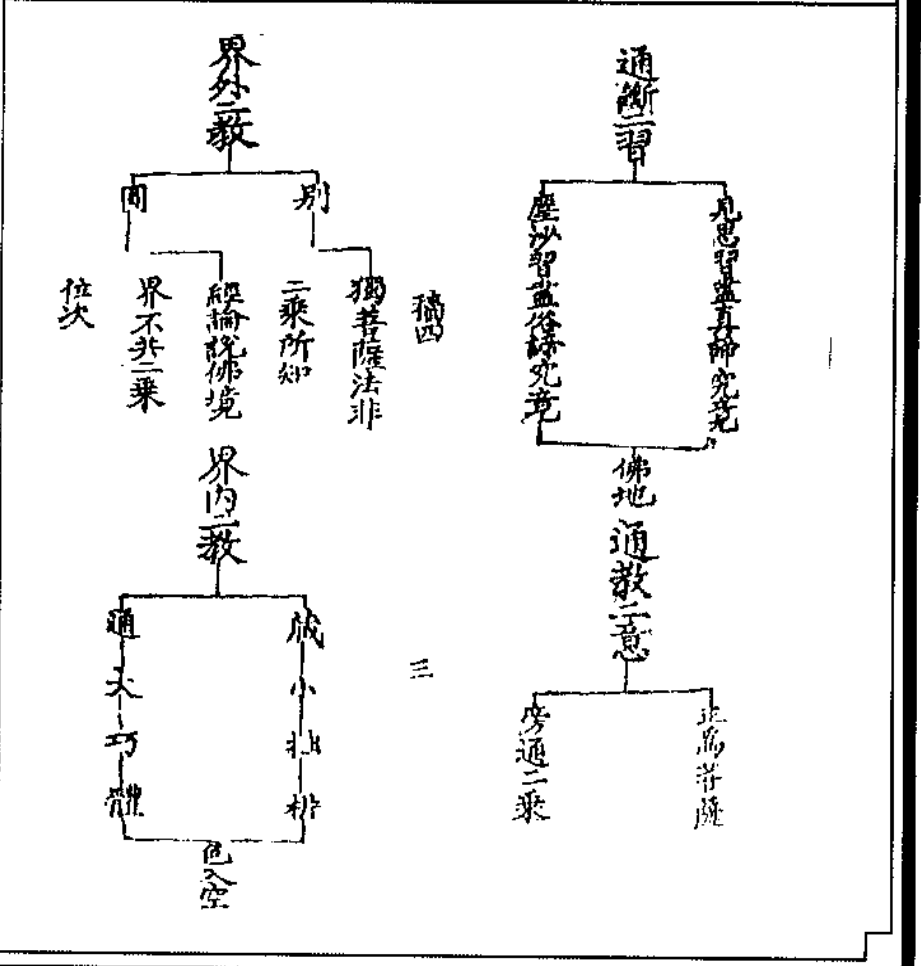 通斷二習
見思習盡真諦究竟
塵沙習盡俗諦究竟
佛地
通教二意
正為菩薩
旁通二乘
四
三
界外二教
別
獨菩薩法非
二乘所知
圓
經論說佛境
界不共二乘
位次
界內二教
藏小拙析
通大巧體
色入空